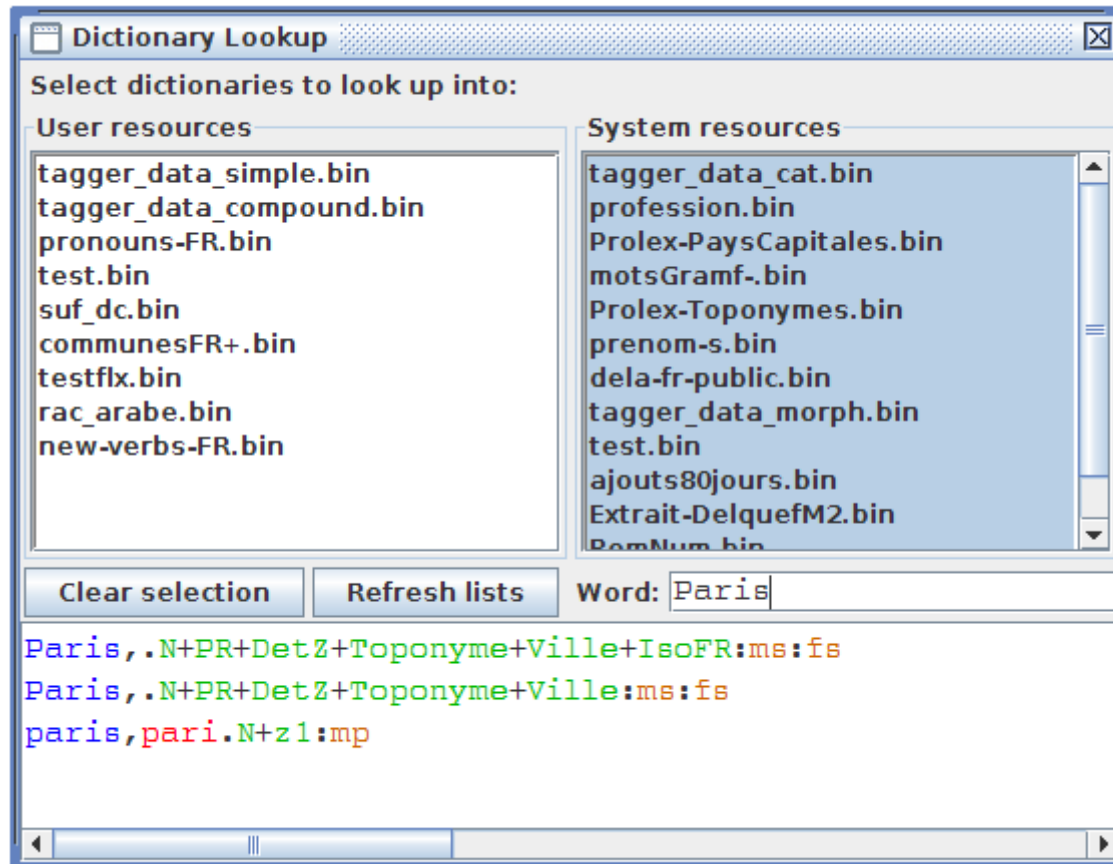 Dictionary Lookup
Select dictionaries to look up into:
User resources
tagger_data_simple.bin
tagger_data_compound.bin
pronouns-FR.bin
test.bin
suf_dc.bin
communesFR+.bin
testflx.bin
rac_arabe.bin
new-verbs-FR.bin
System resources
tagger_data_cat.bin
profession.bin
Prolex-PaysCapitales.bin
motsGramf-.bin
Prolex-Toponymes.bin
prenom-s.bin
dela-fr-public.bin
tagger_data_morph.bin
test.bin
ajouts80jours.bin
Extrait-DelquefM2.bin
RomNum.bin
Clear selection
Refresh lists
Word: Paris
Paris,.N+PR+DetZ+Toponyme+Ville+IsoFR:ms:fs
Paris,.N+PR+DetZ+Toponyme+Ville:ms:fs
paris,pari.N+z1:mp